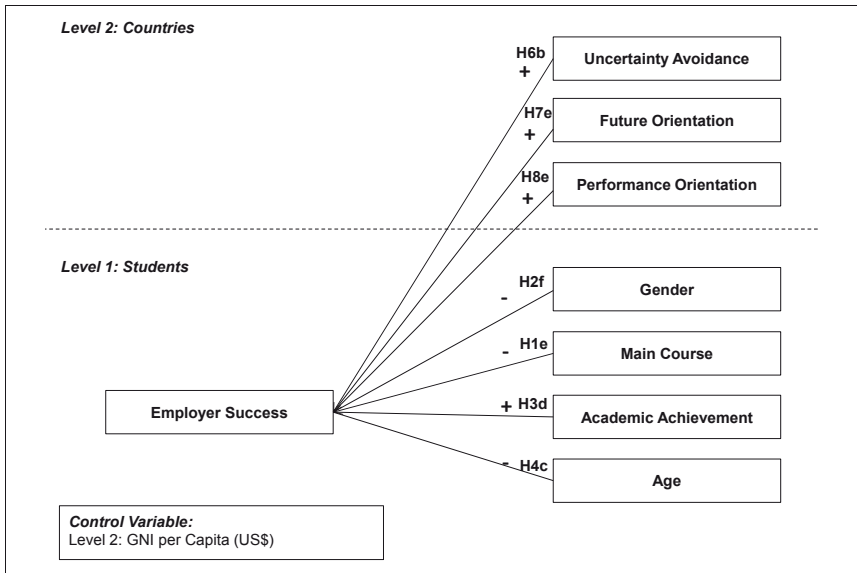 Level 2: Countries
H6b
+
Uncertainty Avoidance
H7e
+
Future Orientation
H8e
+
Performance Orientation
Level 1: Students
H2f
-
Gender
H1e
-
Main Course
Employer Success
+ H3d
Academic Achievement
- H4c
Age
Control Variable:
Level 2: GNI per Capita (US$)